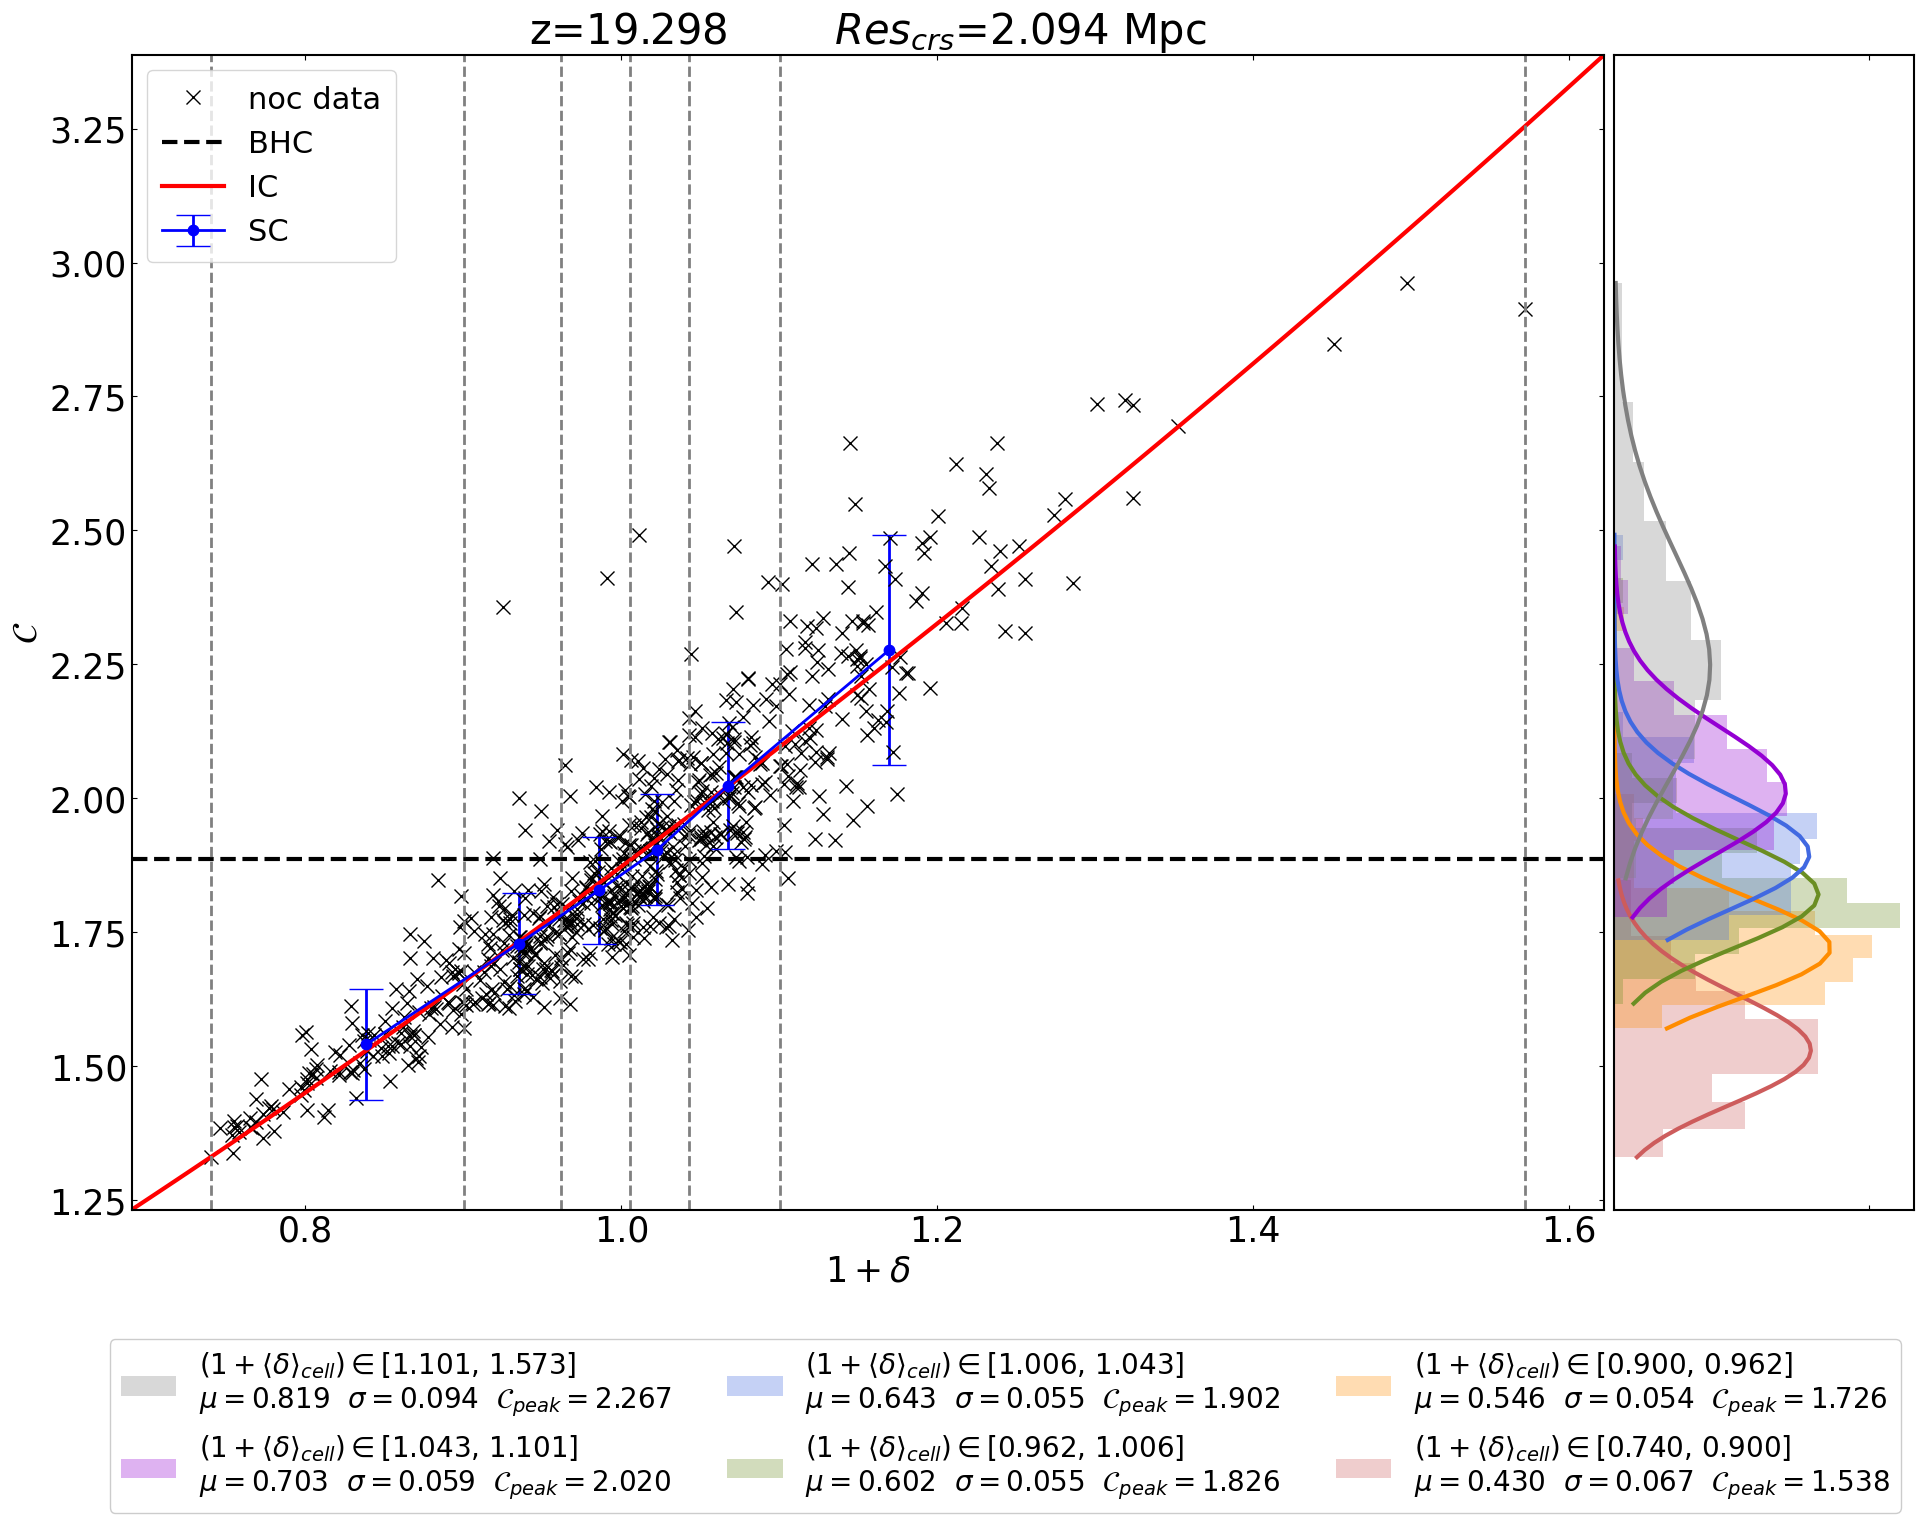 z=19.298 Res_crs=2.094 Mpc
noc data
BHC
IC
SC
3.25
3.00
2.75
2.50
2.25
2.00
1.75
1.50
1.25
𝒞
0.8 1.0 1.2 1.4 1.6
1 + δ
(1 + ⟨δ⟩_cell) ∈ [1.101, 1.573]
μ = 0.819 σ = 0.094 𝒞_peak = 2.267
(1 + ⟨δ⟩_cell) ∈ [1.043, 1.101]
μ = 0.703 σ = 0.059 𝒞_peak = 2.020
(1 + ⟨δ⟩_cell) ∈ [1.006, 1.043]
μ = 0.643 σ = 0.055 𝒞_peak = 1.902
(1 + ⟨δ⟩_cell) ∈ [0.962, 1.006]
μ = 0.602 σ = 0.055 𝒞_peak = 1.826
(1 + ⟨δ⟩_cell) ∈ [0.900, 0.962]
μ = 0.546 σ = 0.054 𝒞_peak = 1.726
(1 + ⟨δ⟩_cell) ∈ [0.740, 0.900]
μ = 0.430 σ = 0.067 𝒞_peak = 1.538